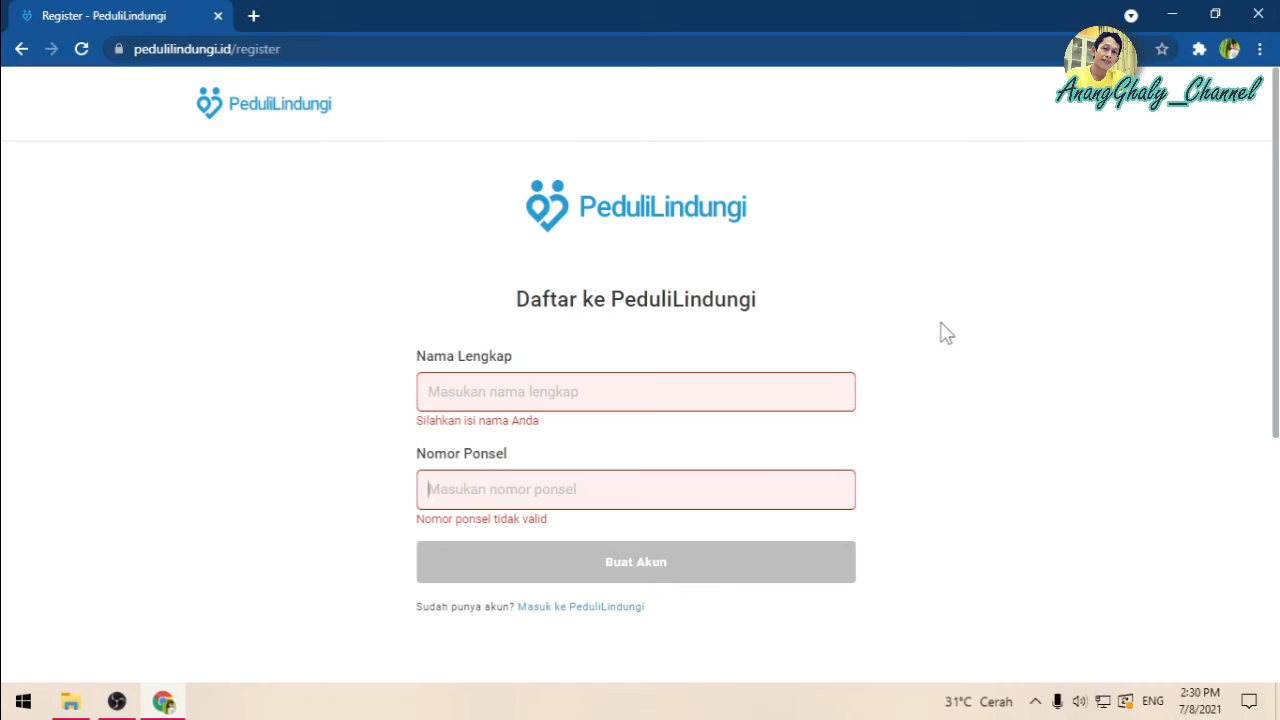 Register - PeduliLindungi
pedulilindungi.id/register
AnangGhaly_Channel
PeduliLindungi
PeduliLindungi
Daftar ke PeduliLindungi
Nama Lengkap
Masukan nama lengkap
Silahkan isi nama Anda
Nomor Ponsel
Masukan nomor ponsel
Nomor ponsel tidak valid
Buat Akun
Sudah punya akun? Masuk ke PeduliLindungi
31°C Cerah
ENG
2:30 PM
7/8/2021